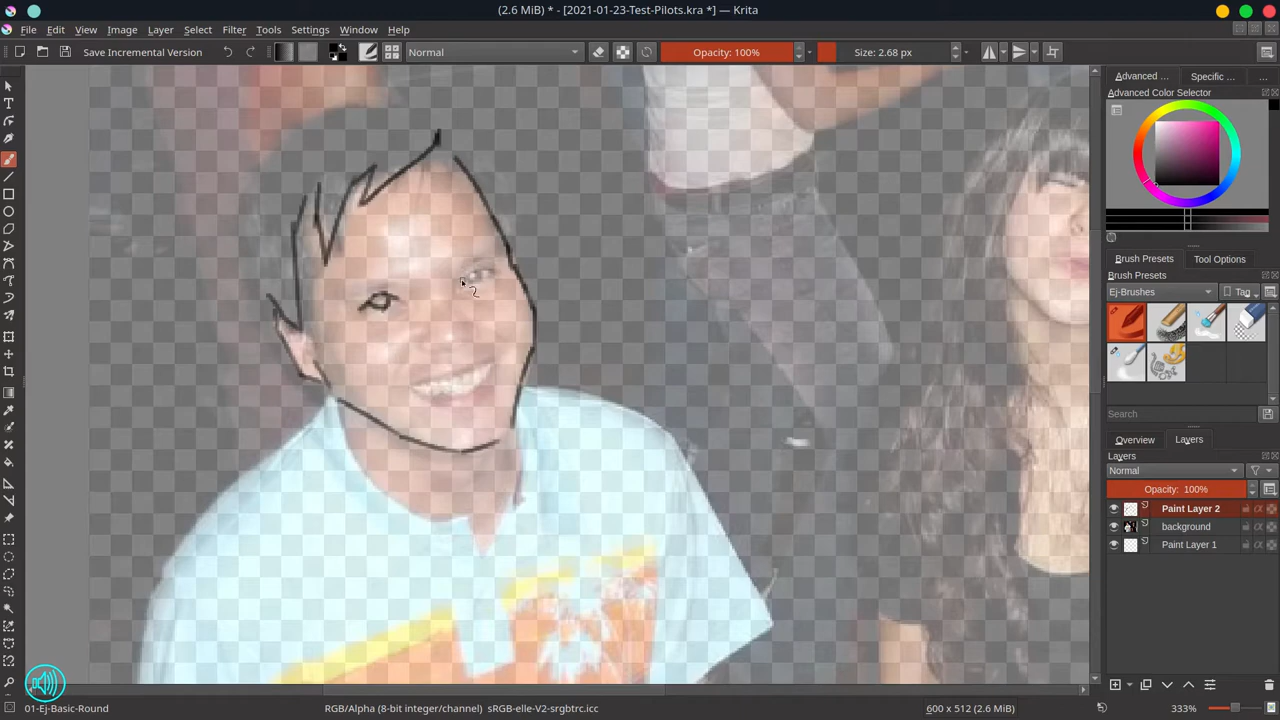 (2.6 MiB) * - [2021-01-23-Test-Pilots.kra *] — Krita
File Edit View Image Layer Select Filter Tools Settings Window Help
Save Incremental Version Normal Opacity: 100% Size: 2.68 px
Advanced ... Specific ... ...
Advanced Color Selector
Brush Presets Tool Options
Brush Presets
Ej-Brushes Tag
Search
Overview Layers
Layers
Normal
Opacity: 100%
Paint Layer 2
background
Paint Layer 1
01-Ej-Basic-Round RGB/Alpha (8-bit integer/channel) sRGB-elle-V2-srgbtrc.icc 600 x 512 (2.6 MiB) 333%